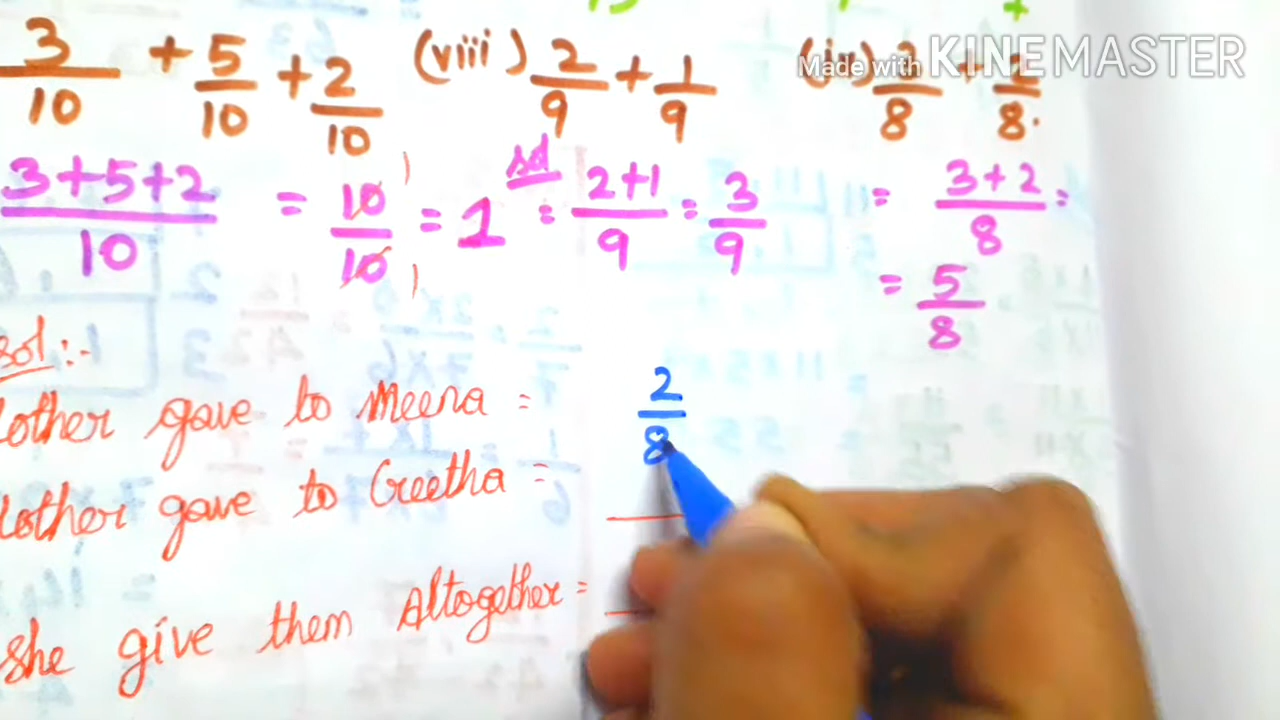 3/10 + 5/10 + 2/10 (viii) 2/9 + 1/9 /8 + /8.
Made with KINEMASTER
3+5+2/10 = 10/10 = 1 sol = 2+1/9 = 3/9 = 3+2/8 =
= 5/8
sol:-
other gave to Meena = 2/8
other gave to Geetha =
she give them Altogether =